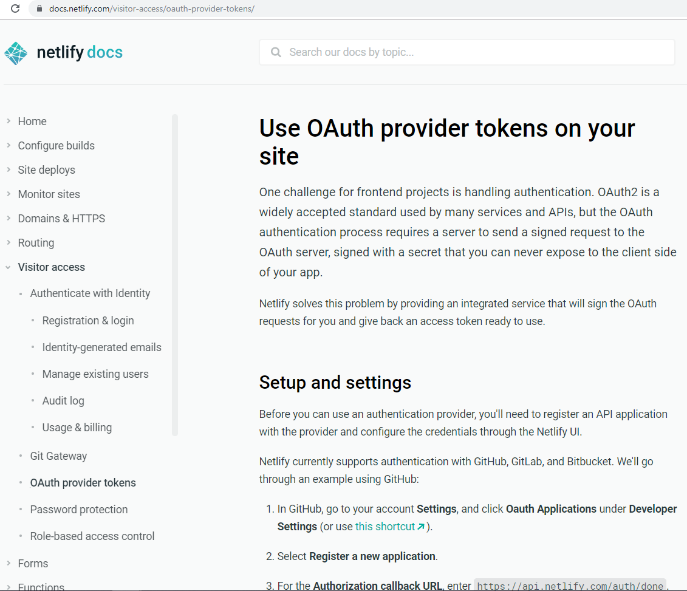 docs.netlify.com/visitor-access/oauth-provider-tokens/
netlify docs
Search our docs by topic...
Home
Configure builds
Site deploys
Monitor sites
Domains & HTTPS
Routing
Visitor access
Authenticate with Identity
Registration & login
Identity-generated emails
Manage existing users
Audit log
Usage & billing
Git Gateway
OAuth provider tokens
Password protection
Role-based access control
Forms
Functions
Use OAuth provider tokens on your
site
One challenge for frontend projects is handling authentication. OAuth2 is a
widely accepted standard used by many services and APIs, but the OAuth
authentication process requires a server to send a signed request to the
OAuth server, signed with a secret that you can never expose to the client side
of your app.
Netlify solves this problem by providing an integrated service that will sign the OAuth
requests for you and give back an access token ready to use.
Setup and settings
Before you can use an authentication provider, you'll need to register an API application
with the provider and configure the credentials through the Netlify UI.
Netlify currently supports authentication with GitHub, GitLab, and Bitbucket. We'll go
through an example using GitHub:
1. In GitHub, go to your account Settings, and click Oauth Applications under Developer
Settings (or use this shortcut ↗ ).
2. Select Register a new application.
3. For the Authorization callback URL, enter https://api.netlify.com/auth/done .